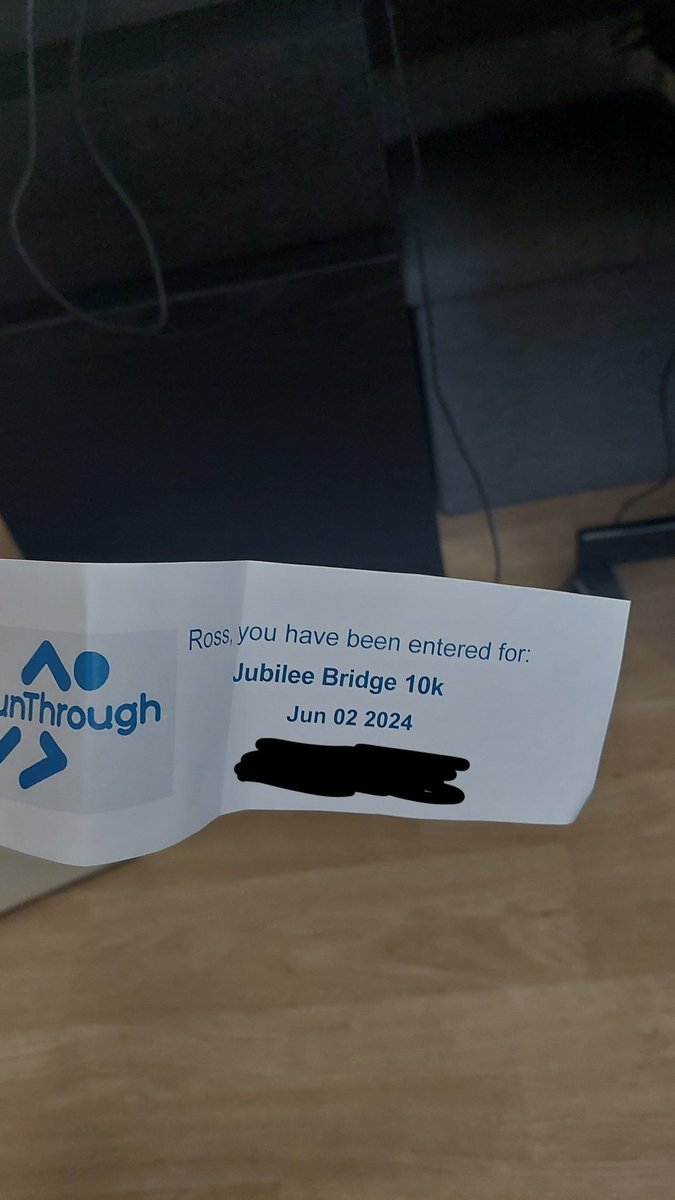 Ross, you have been entered for:
Jubilee Bridge 10k
Jun 02 2024
unThrough